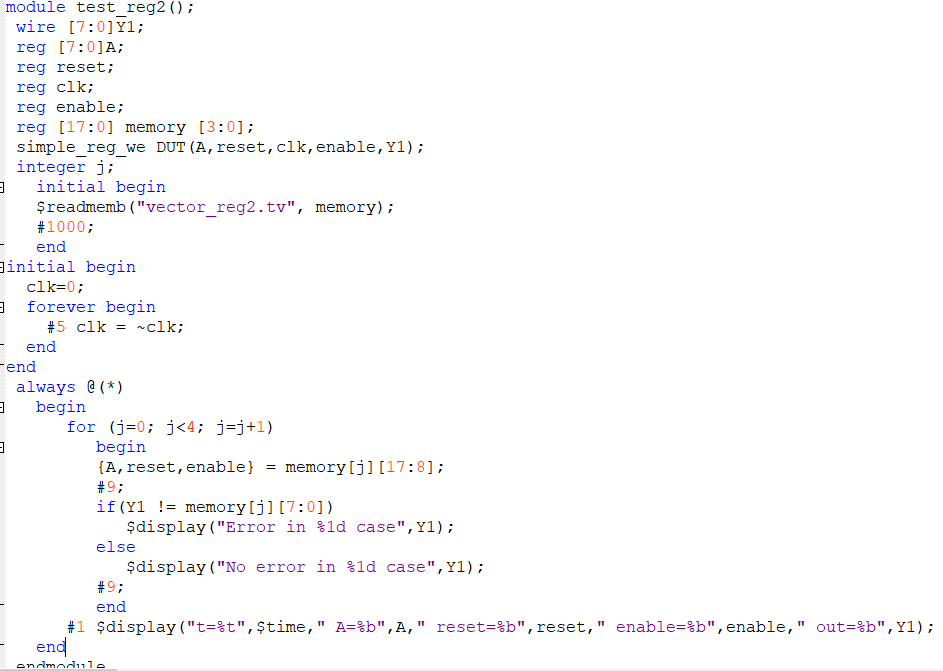 module test_reg2();
wire [7:0]Y1;
reg [7:0]A;
reg reset;
reg clk;
reg enable;
reg [17:0] memory [3:0];
simple_reg_we DUT(A,reset,clk,enable,Y1);
integer j;
initial begin
$readmemb("vector_reg2.tv", memory);
#1000;
end
initial begin
clk=0;
forever begin
#5 clk = ~clk;
end
end
always @(*)
begin
for (j=0; j<4; j=j+1)
begin
{A,reset,enable} = memory[j][17:8];
#9;
if(Y1 != memory[j][7:0])
$display("Error in %1d case",Y1);
else
$display("No error in %1d case",Y1);
#9;
end
#1 $display("t=%t",$time," A=%b",A," reset=%b",reset," enable=%b",enable," out=%b",Y1);
end
endmodule